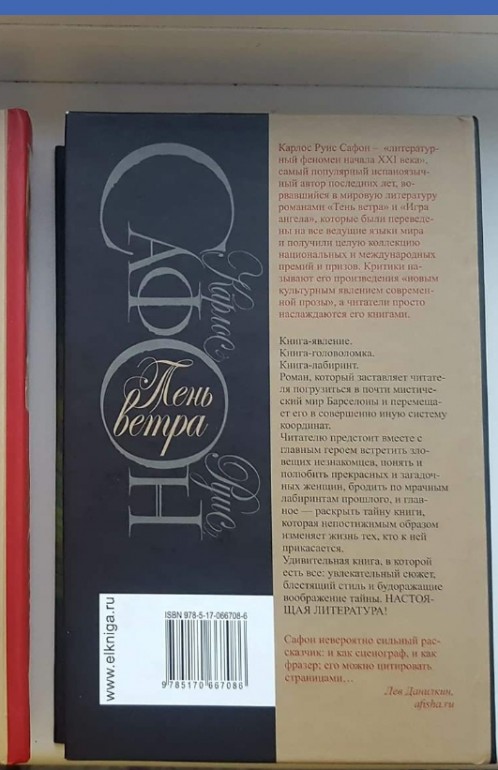 САФОН
Карлос
Руис
Тень
ветра
Карлос Руис Сафон – «литератур-
ный феномен начала XXI века»,
самый популярный испаноязыч-
ный автор последних лет, во-
рвавшийся в мировую литературу
романами «Тень ветра» и «Игра
ангела», которые были переведе-
ны на все ведущие языки мира
и получили целую коллекцию
национальных и международных
премий и призов. Критики на-
зывают его произведения «новым
культурным явлением современ-
ной прозы», а читатели просто
наслаждаются его книгами.
Книга-явление.
Книга-головоломка.
Книга-лабиринт.
Роман, который заставляет читате-
ля погрузиться в почти мистиче-
ский мир Барселоны и перемеща-
ет его в совершенно иную систему
координат.
Читателю предстоит вместе с
главным героем встретить зло-
вещих незнакомцев, понять и
полюбить прекрасных и загадоч-
ных женщин, бродить по мрачным
лабиринтам прошлого, и глав-
ное — раскрыть тайну книги,
которая непостижимым образом
изменяет жизнь тех, кто к ней
прикасается.
Удивительная книга, в которой
есть все: увлекательный сюжет,
блестящий стиль и будоражащие
воображение тайны. НАСТОЯ-
ЩАЯ ЛИТЕРАТУРА!
Сафон невероятно сильный рас-
сказчик: и как сценограф, и как
фразер; его можно цитировать
страницами…
Лев Данилкин,
afisha.ru
www.elkniga.ru
ISBN 978-5-17-066708-6
9 785170 667086